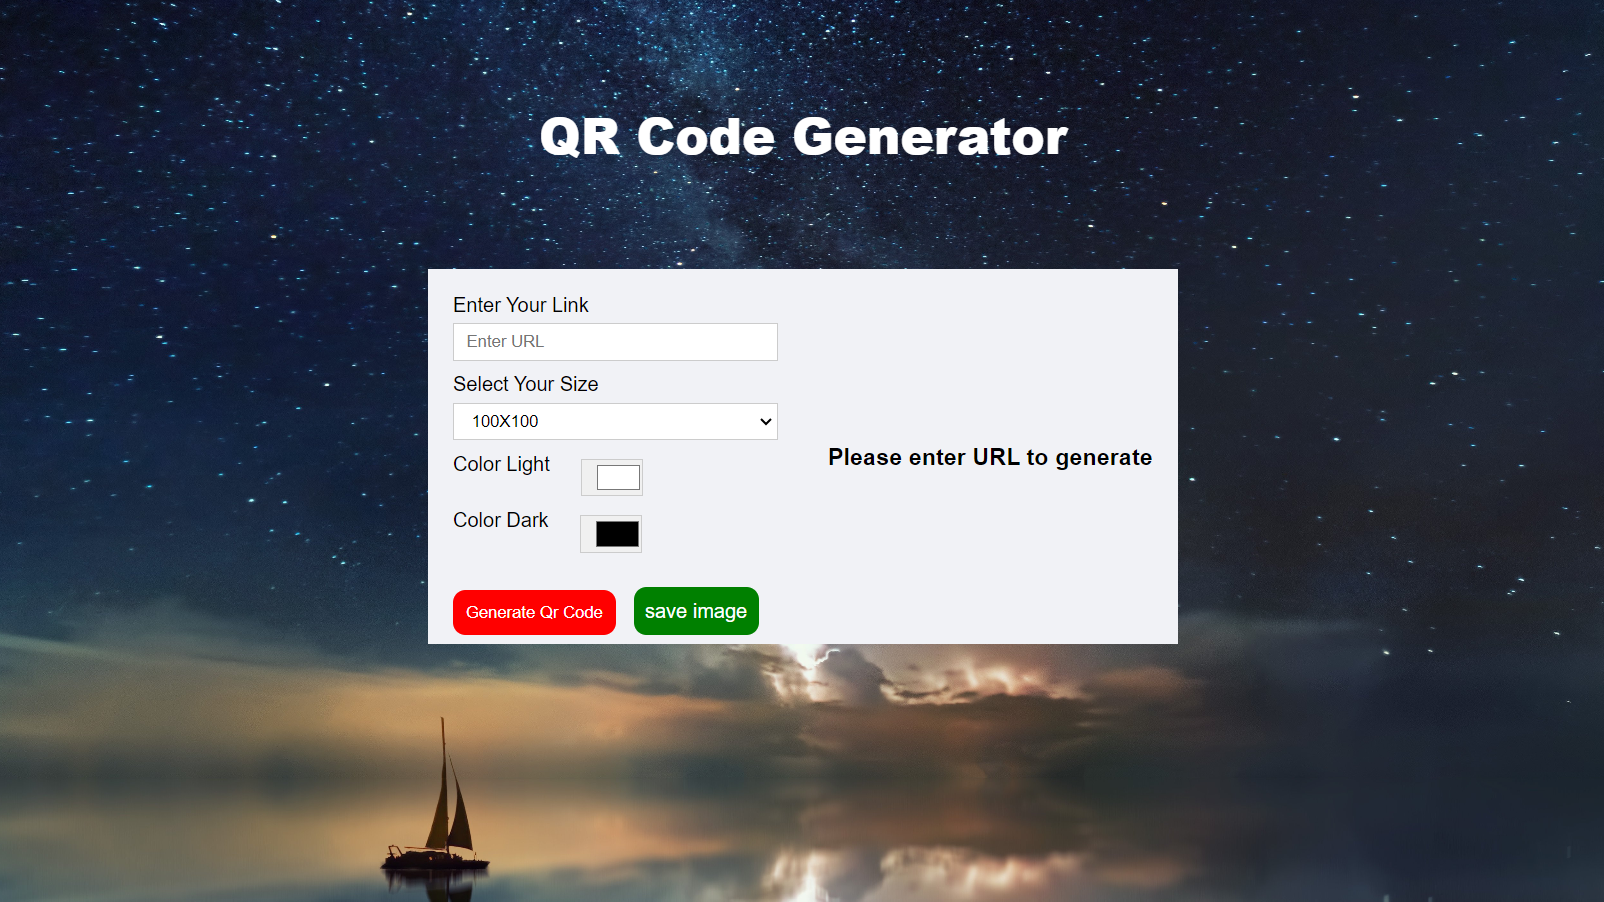 QR Code Generator
Enter Your Link
Enter URL
Select Your Size
100X100
Color Light
Please enter URL to generate
Color Dark
Generate Qr Code
save image